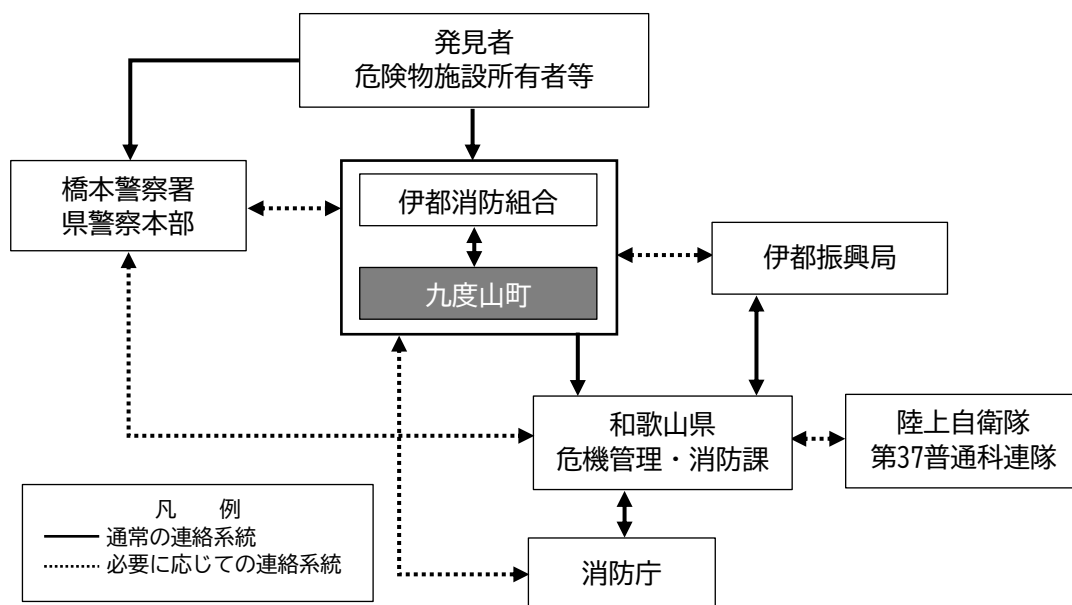 発見者
危険物施設所有者等
橋本警察署
県警察本部
伊都消防組合
九度山町
伊都振興局
和歌山県
危機管理・消防課
陸上自衛隊
第37普通科連隊
消防庁
凡　例
通常の連絡系統
必要に応じての連絡系統